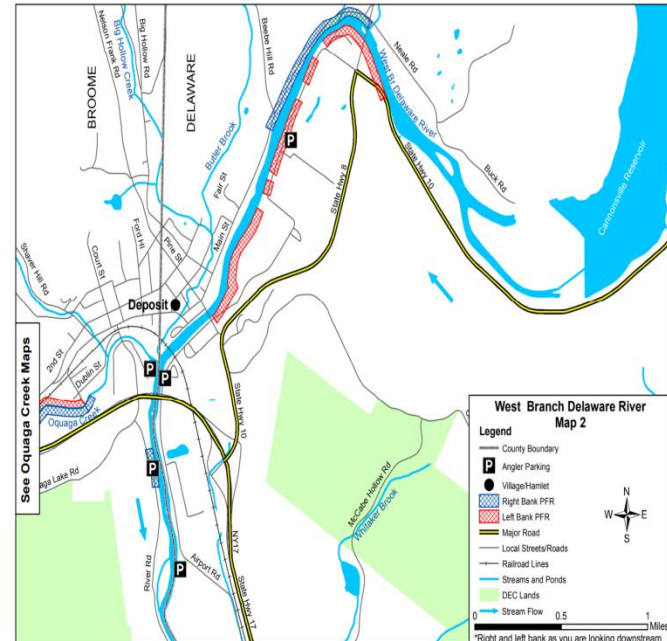 Nelson Frank Rd
Big Hollow Creek
Big Hollow Rd
Beebe Hill Rd
BROOME
DELAWARE
Butler Brook
Neale Rd
West Br Delaware River
Buck Rd
State Hwy 8
State Hwy 10
Cannonsville Reservoir
P
Fair St
Main St
Pine St
Ford Hl
Court St
Shaver Hill Rd
Deposit
2nd St
Dublin St
P
P
State Hwy 10
See Oquaga Creek Maps
Oquaga Creek
aga Lake Rd
P
River Rd
Airport Rd
P
NY17
State Hwy 17
McCabe Hollow Rd
Whitaker Brook
West Branch Delaware River
Map 2
Legend
County Boundary
P Angler Parking
Village/Hamlet
Right Bank PFR
Left Bank PFR
Major Road
Local Streets/Roads
Railroad Lines
Streams and Ponds
DEC Lands
Stream Flow
N
W E
S
0 0.5 1
Miles
*Right and left bank as you are looking downstream